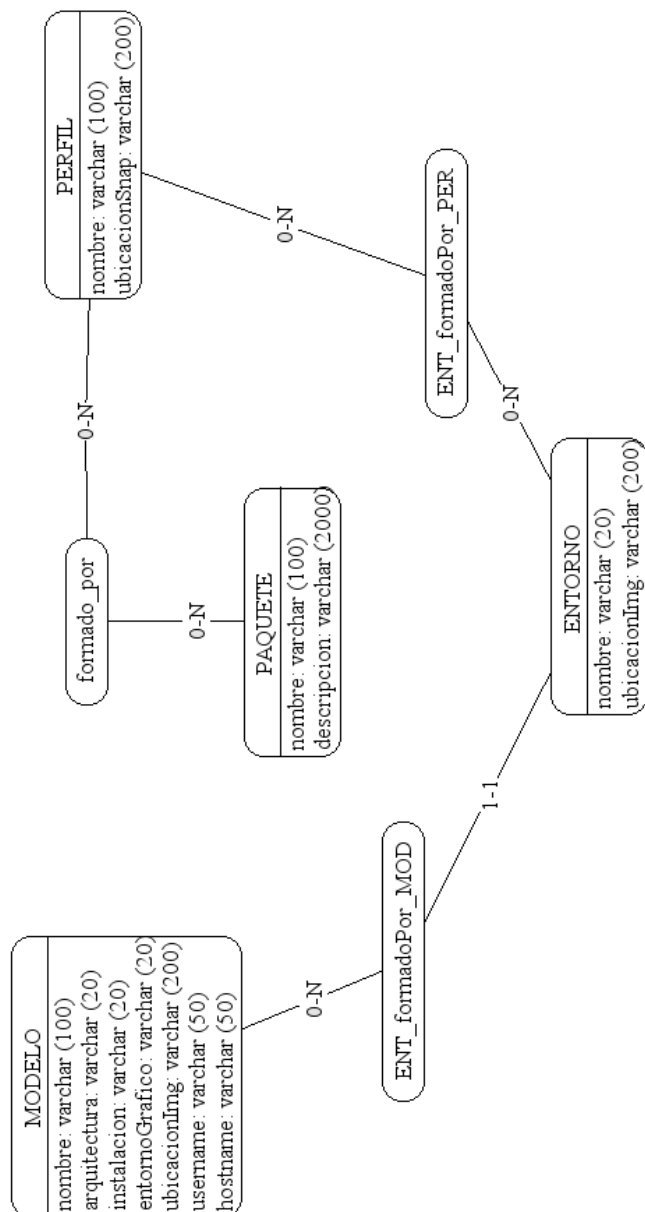 MODELO
nombre: varchar (100)
arquitectura: varchar (20)
instalacion: varchar (20)
entornoGrafico: varchar (20)
ubicacionImg: varchar (200)
username: varchar (50)
hostname: varchar (50)
0-N
ENT_formadoPor_MOD
1-1
formado_por
0-N
0-N
PAQUETE
nombre: varchar (100)
descripcion: varchar (2000)
PERFIL
nombre: varchar (100)
ubicacionSnap: varchar (200)
0-N
ENT_formadoPor_PER
0-N
ENTORNO
nombre: varchar (20)
ubicacionImg: varchar (200)